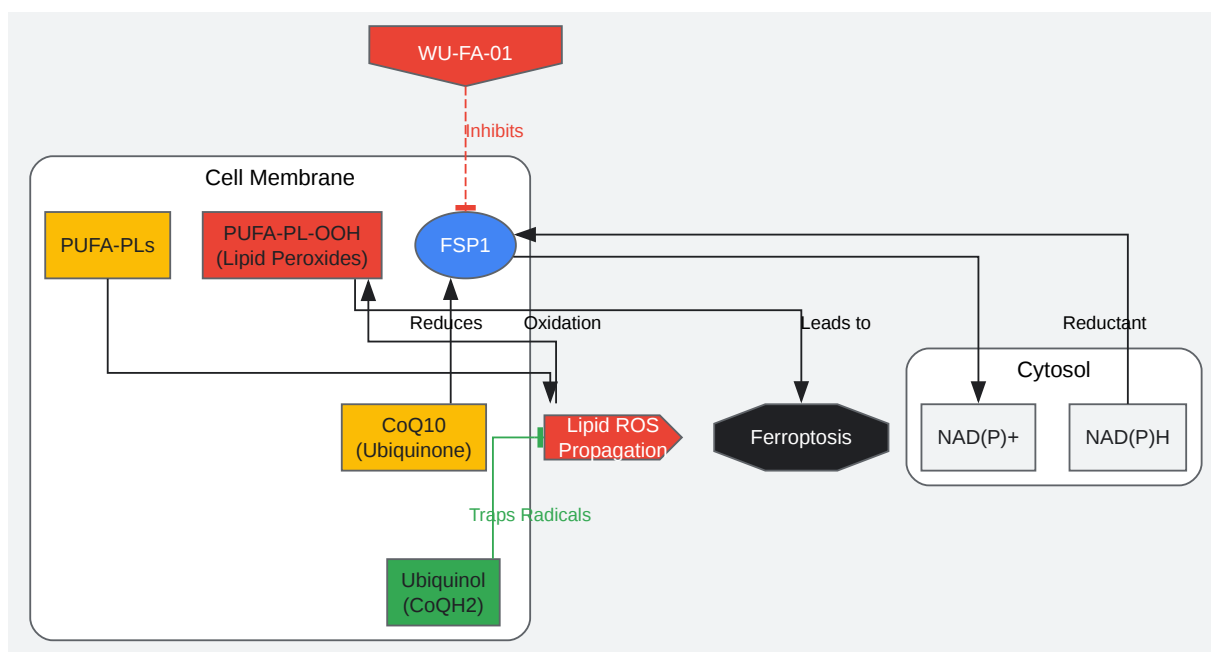 WU-FA-01
Inhibits
Cell Membrane
PUFA-PLs
PUFA-PL-OOH
(Lipid Peroxides)
FSP1
Reduces
Oxidation
Leads to
Reductant
Cytosol
CoQ10
(Ubiquinone)
Lipid ROS
Propagation
Ferroptosis
NAD(P)+
NAD(P)H
Traps Radicals
Ubiquinol
(CoQH2)